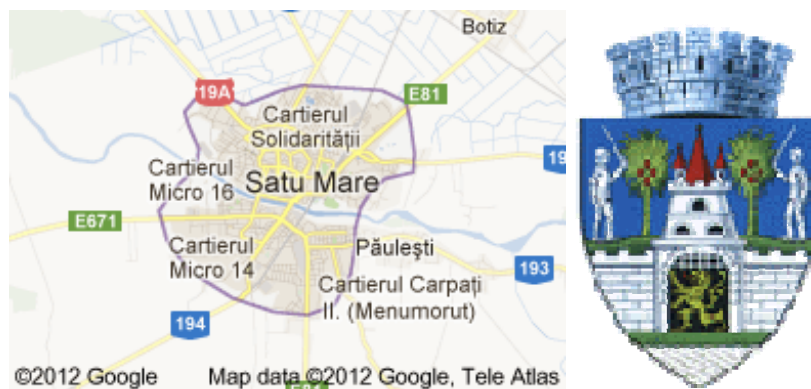 Botiz
19A
E81
Cartierul
Solidarității
19
Cartierul
Micro 16
Satu Mare
E671
Cartierul
Micro 14
Păulești
193
Cartierul Carpați
II. (Menumorut)
194
©2012 Google
Map data ©2012 Google, Tele Atlas